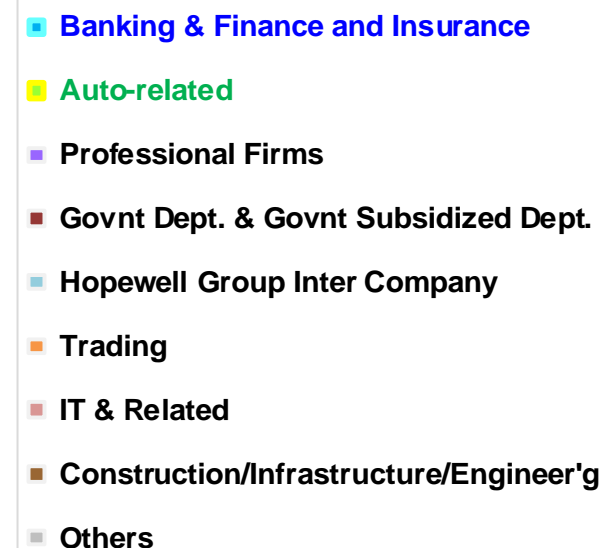 Banking & Finance and Insurance
Auto-related
Professional Firms
Govnt Dept. & Govnt Subsidized Dept.
Hopewell Group Inter Company
Trading
IT & Related
Construction/Infrastructure/Engineer'g
Others